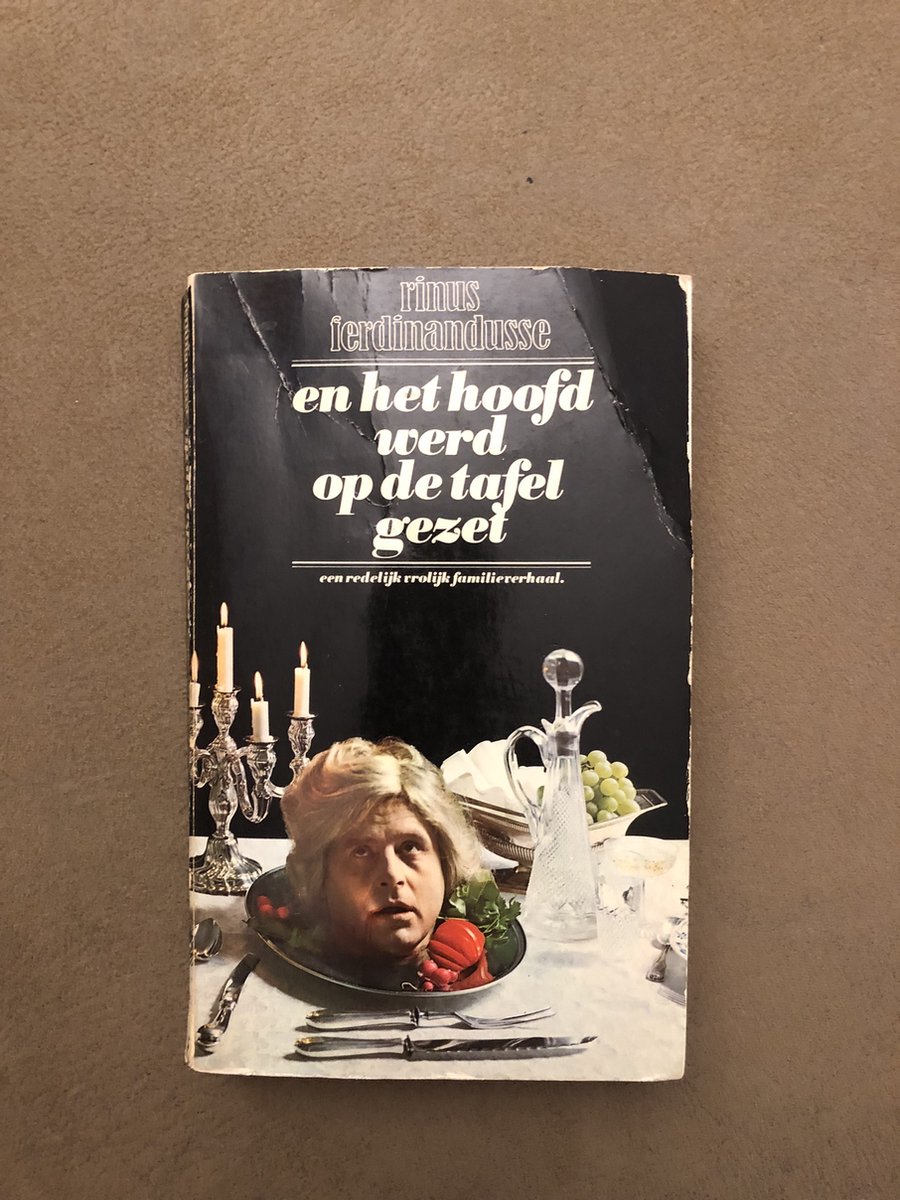 rinus
ferdinandusse
en het hoofd
werd
op de tafel
gezet
een redelijk vrolijk familieverhaal.